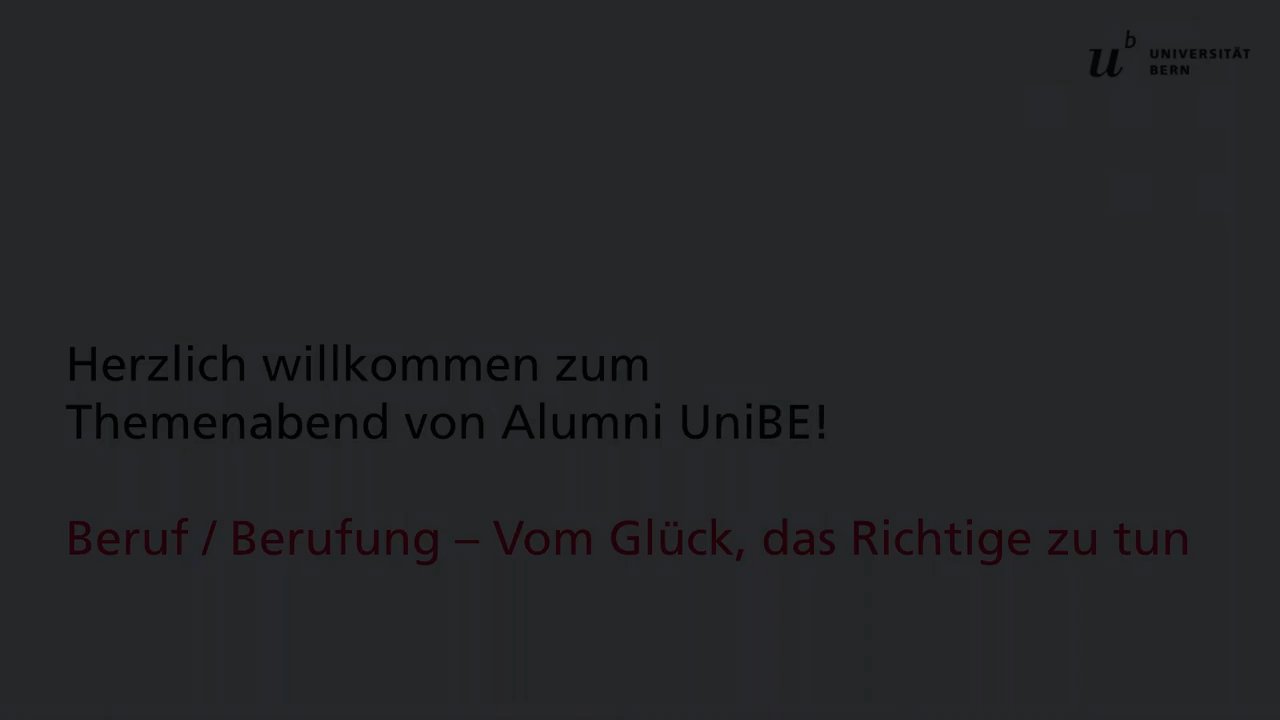 u b UNIVERSITÄT
BERN
Herzlich willkommen zum
Themenabend von Alumni UniBE!
Beruf / Berufung – Vom Glück, das Richtige zu tun